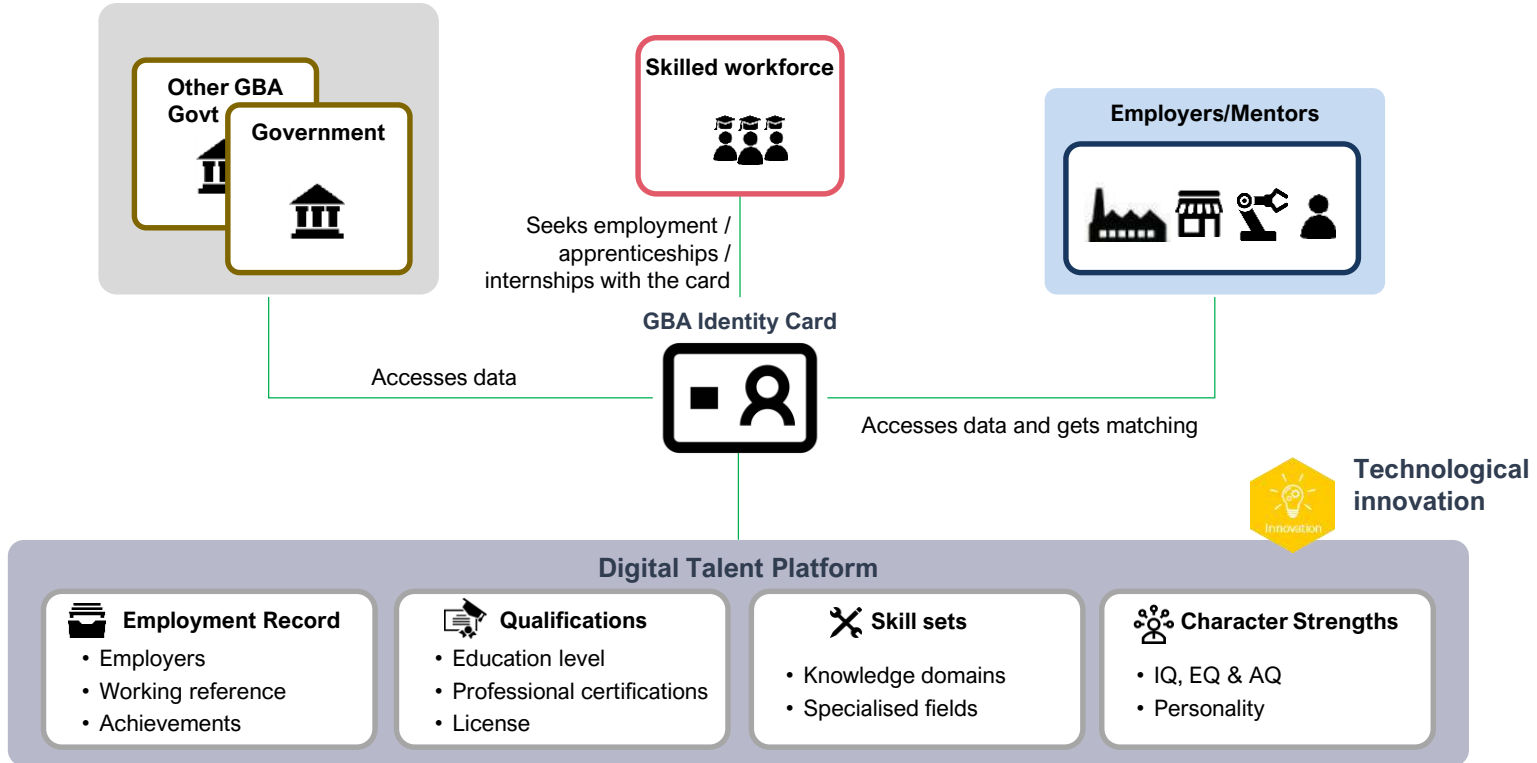 Other GBA
Govt
Government
Skilled workforce
Employers/Mentors
Seeks employment /
apprenticeships /
internships with the card
GBA Identity Card
Accesses data
Accesses data and gets matching
Technological
innovation
Innovation
Digital Talent Platform
Employment Record
• Employers
• Working reference
• Achievements
Qualifications
• Education level
• Professional certifications
• License
Skill sets
• Knowledge domains
• Specialised fields
Character Strengths
• IQ, EQ & AQ
• Personality